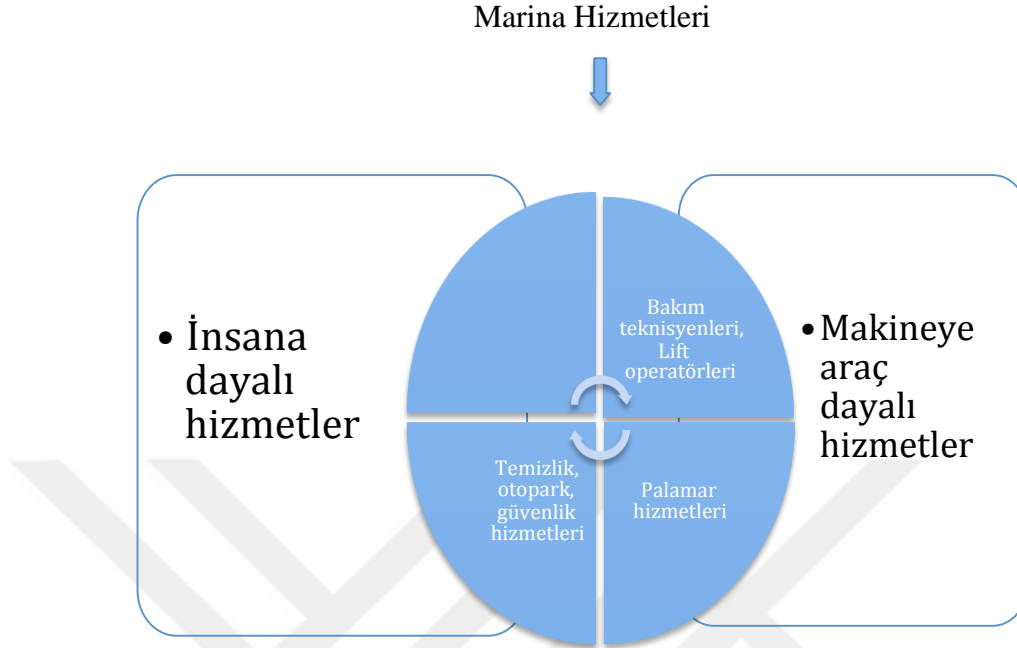 Marina Hizmetleri
• İnsana
dayalı
hizmetler
Bakım
teknisyenleri,
Lift
operatörleri
Temizlik,
otopark,
güvenlik
hizmetleri
Palamar
hizmetleri
• Makineye
araç
dayalı
hizmetler